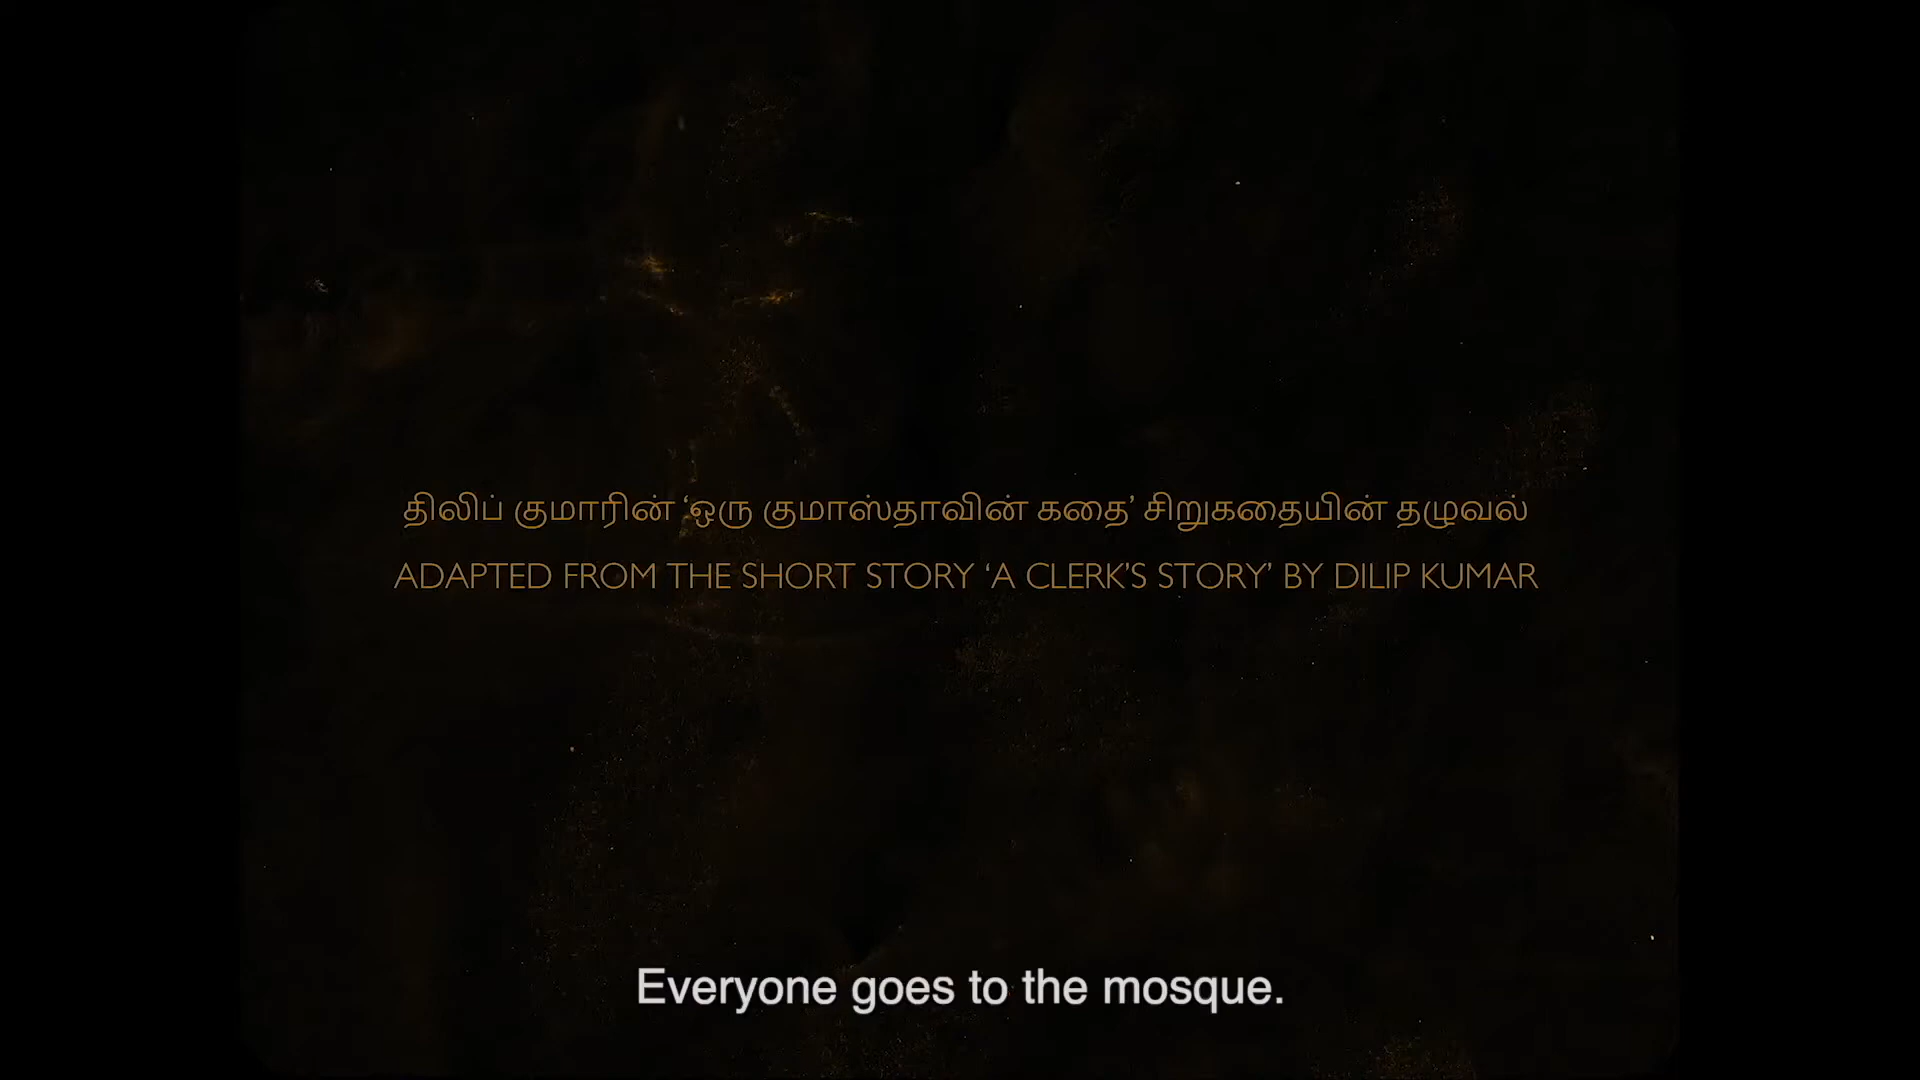 திலிப் குமாரின் ‘ஒரு குமாஸ்தாவின் கதை’ சிறுகதையின் தழுவல்
ADAPTED FROM THE SHORT STORY ‘A CLERK’S STORY’ BY DILIP KUMAR
Everyone goes to the mosque.